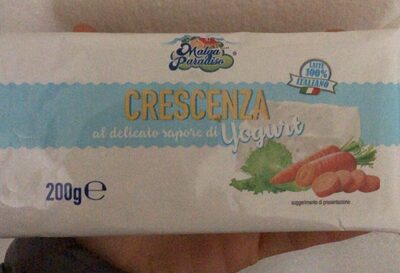 Malga
Paradiso
LATTE
100%
ITALIANO
CRESCENZA
al delicato sapore di Yogurt
200g ℮
suggerimento di presentazione